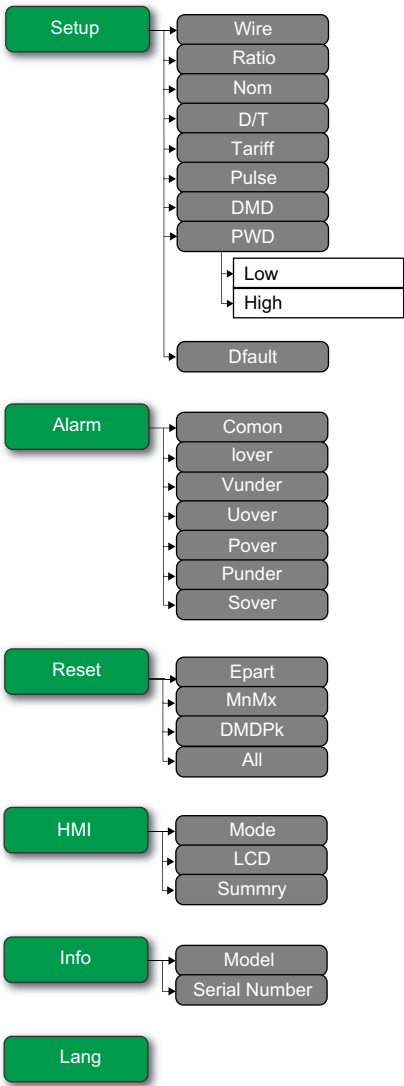 Setup
Wire
Ratio
Nom
D/T
Tariff
Pulse
DMD
PWD
Low
High
Dfault
Alarm
Comon
Iover
Vunder
Uover
Pover
Punder
Sover
Reset
Epart
MnMx
DMDPk
All
HMI
Mode
LCD
Summry
Info
Model
Serial Number
Lang